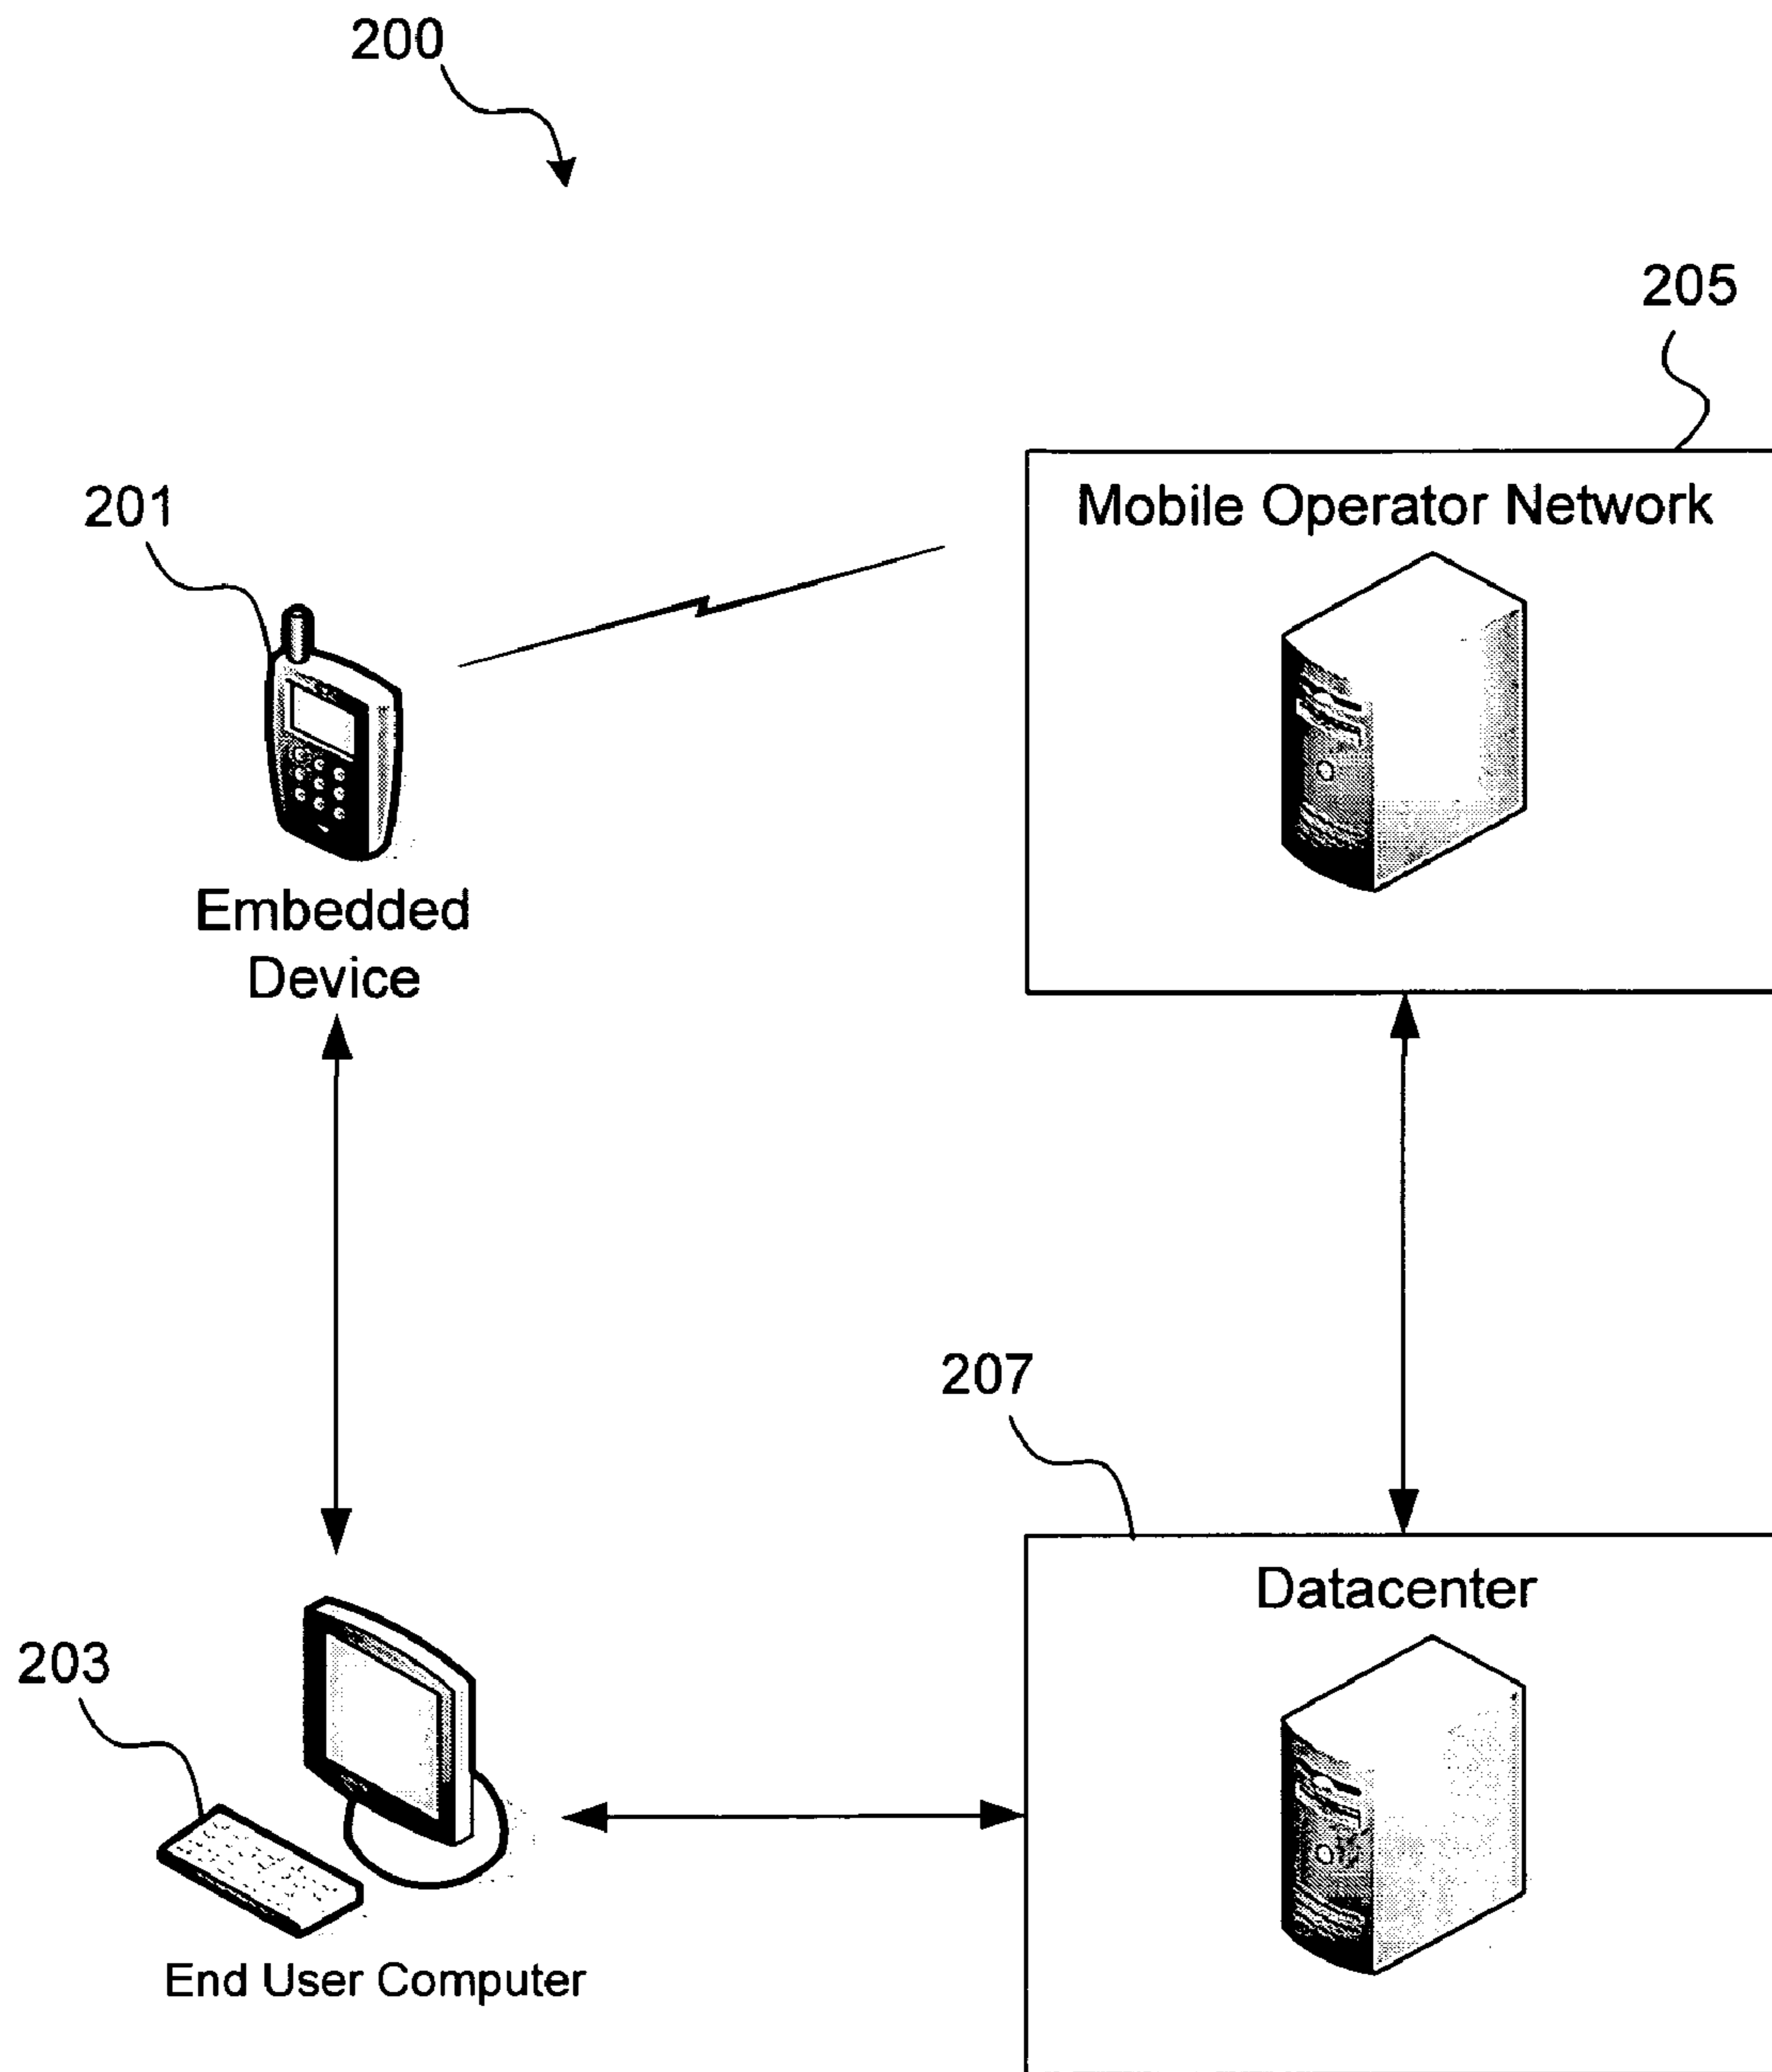 200
205
Mobile Operator Network
201
Embedded
Device
207
Datacenter
203
End User Computer